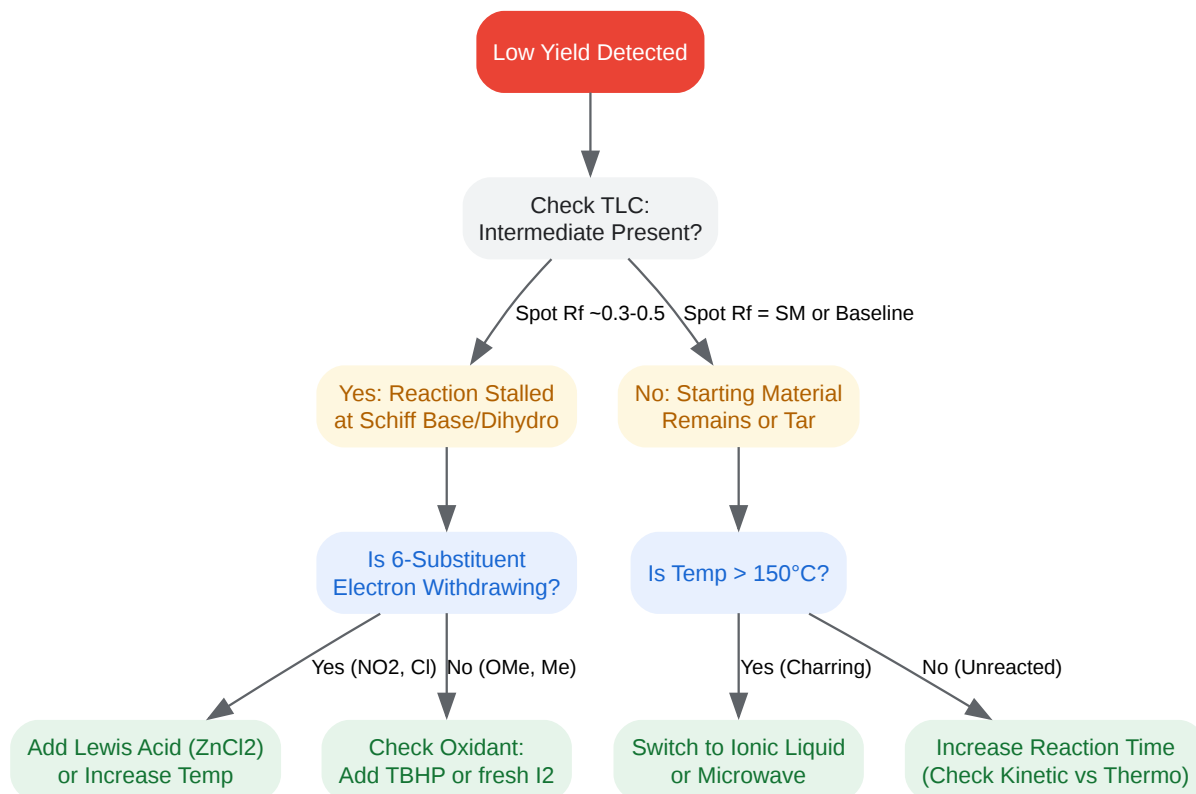 Low Yield Detected
Check TLC:
Intermediate Present?
Spot Rf ~0.3-0.5
Spot Rf = SM or Baseline
Yes: Reaction Stalled
at Schiff Base/Dihydro
No: Starting Material
Remains or Tar
Is 6-Substituent
Electron Withdrawing?
Is Temp > 150°C?
Yes (NO2, Cl)
No (OMe, Me)
Yes (Charring)
No (Unreacted)
Add Lewis Acid (ZnCl2)
or Increase Temp
Check Oxidant:
Add TBHP or fresh I2
Switch to Ionic Liquid
or Microwave
Increase Reaction Time
(Check Kinetic vs Thermo)